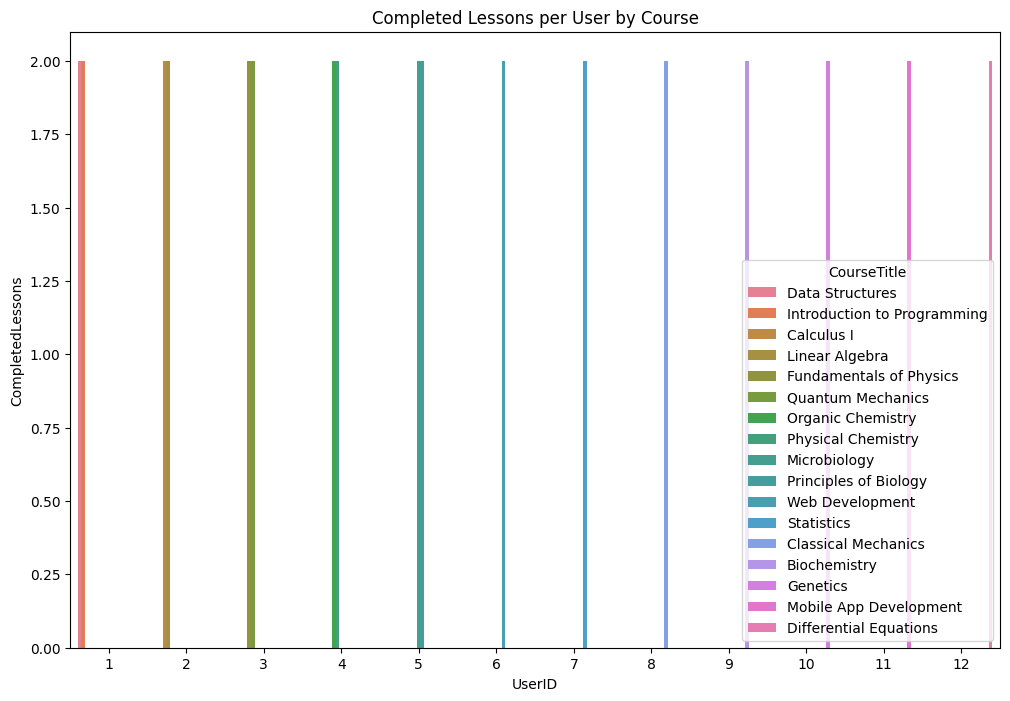 Completed Lessons per User by Course
CompletedLessons
2.00
1.75
1.50
1.25
1.00
0.75
0.50
0.25
0.00
CourseTitle
Data Structures
Introduction to Programming
Calculus I
Linear Algebra
Fundamentals of Physics
Quantum Mechanics
Organic Chemistry
Physical Chemistry
Microbiology
Principles of Biology
Web Development
Statistics
Classical Mechanics
Biochemistry
Genetics
Mobile App Development
Differential Equations
1 2 3 4 5 6 7 8 9 10 11 12
UserID